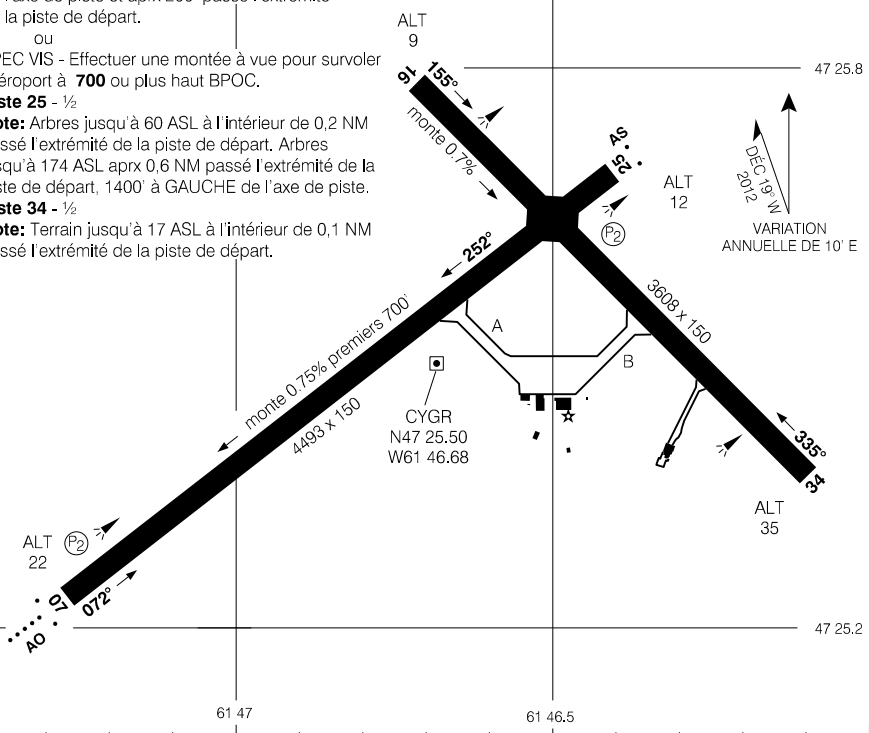 la piste de départ.
ou
EC VIS - Effectuer une montée à vue pour survoler
éroport à 700 ou plus haut BPOC.
ste 25 - ½
ote: Arbres jusqu'à 60 ASL à l'intérieur de 0,2 NM
ssé l'extrémité de la piste de départ. Arbres
squ'à 174 ASL aprx 0,6 NM passé l'extrémité de la
ste de départ, 1400' à GAUCHE de l'axe de piste.
ste 34 - ½
ote: Terrain jusqu'à 17 ASL à l'intérieur de 0,1 NM
ssé l'extrémité de la piste de départ.
ALT
9
16
155°
monte 0.7%
47 25.8
AS
25
ALT
12
P2
DÉC 19° W
2012
VARIATION
ANNUELLE DE 10' E
252°
3608 x 150
A
B
monte 0.75% premiers 700'
4493 x 150
CYGR
N47 25.50
W61 46.68
335°
34
ALT
35
ALT
22
P2
07
072°
AO
47 25.2
61 47
61 46.5